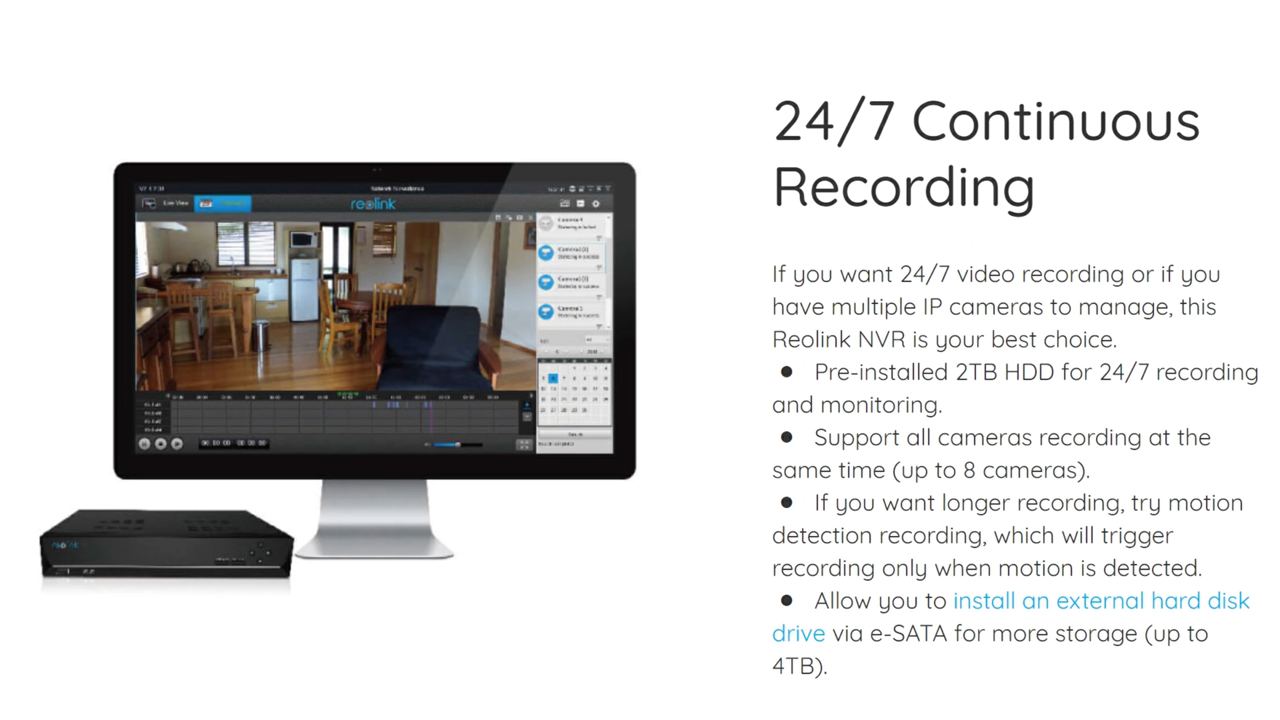 24/7 Continuous
Recording
If you want 24/7 video recording or if you
have multiple IP cameras to manage, this
Reolink NVR is your best choice.
● Pre-installed 2TB HDD for 24/7 recording
and monitoring.
● Support all cameras recording at the
same time (up to 8 cameras).
● If you want longer recording, try motion
detection recording, which will trigger
recording only when motion is detected.
● Allow you to install an external hard disk
drive via e-SATA for more storage (up to
4TB).
Network Surveillance
Live View
reolink
reolink